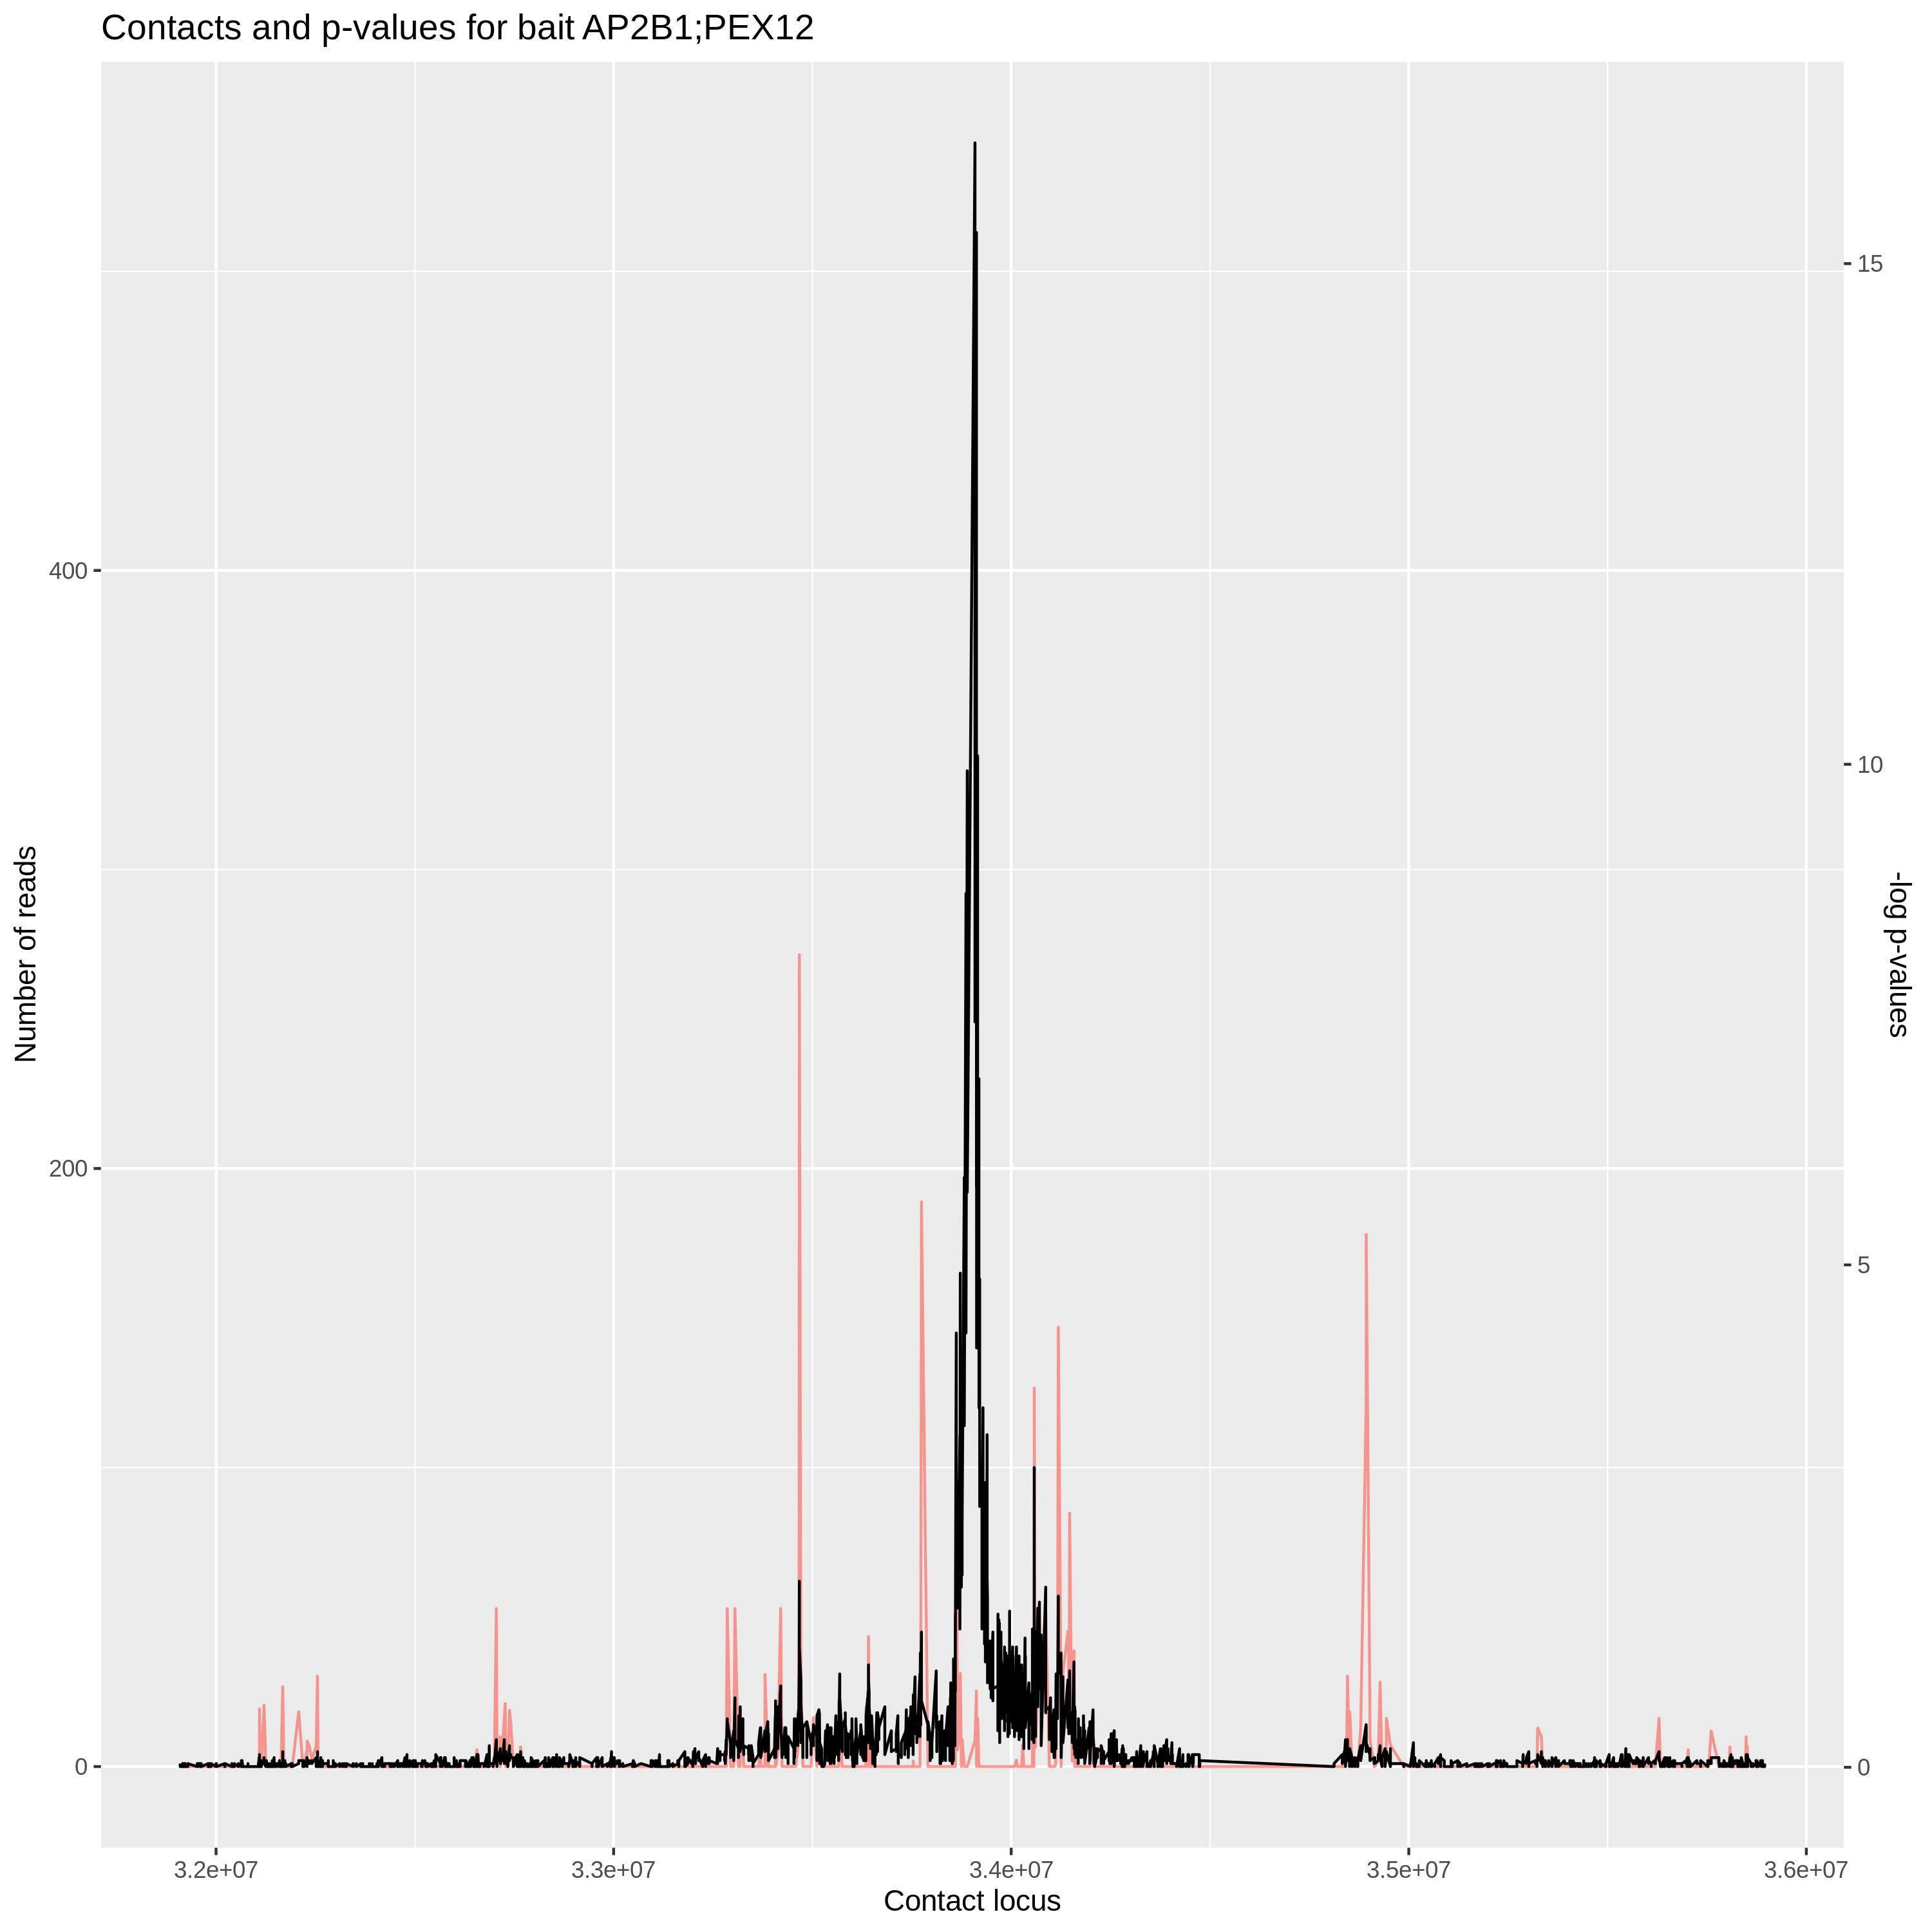 Contacts and p-values for bait AP2B1;PEX12
400
200
0
Number of reads
15
10
5
0
-log p-values
3.2e+07
3.3e+07
3.4e+07
3.5e+07
3.6e+07
Contact locus